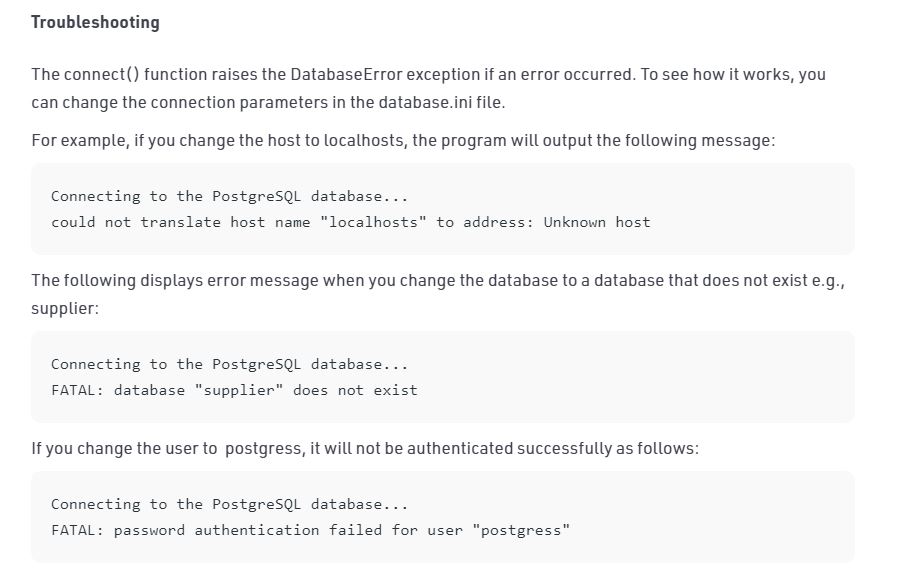 Troubleshooting
The connect() function raises the DatabaseError exception if an error occurred. To see how it works, you
can change the connection parameters in the database.ini file.
For example, if you change the host to localhosts, the program will output the following message:
Connecting to the PostgreSQL database...
could not translate host name "localhosts" to address: Unknown host
The following displays error message when you change the database to a database that does not exist e.g.,
supplier:
Connecting to the PostgreSQL database...
FATAL: database "supplier" does not exist
If you change the user to  postgress, it will not be authenticated successfully as follows:
Connecting to the PostgreSQL database...
FATAL: password authentication failed for user "postgress"